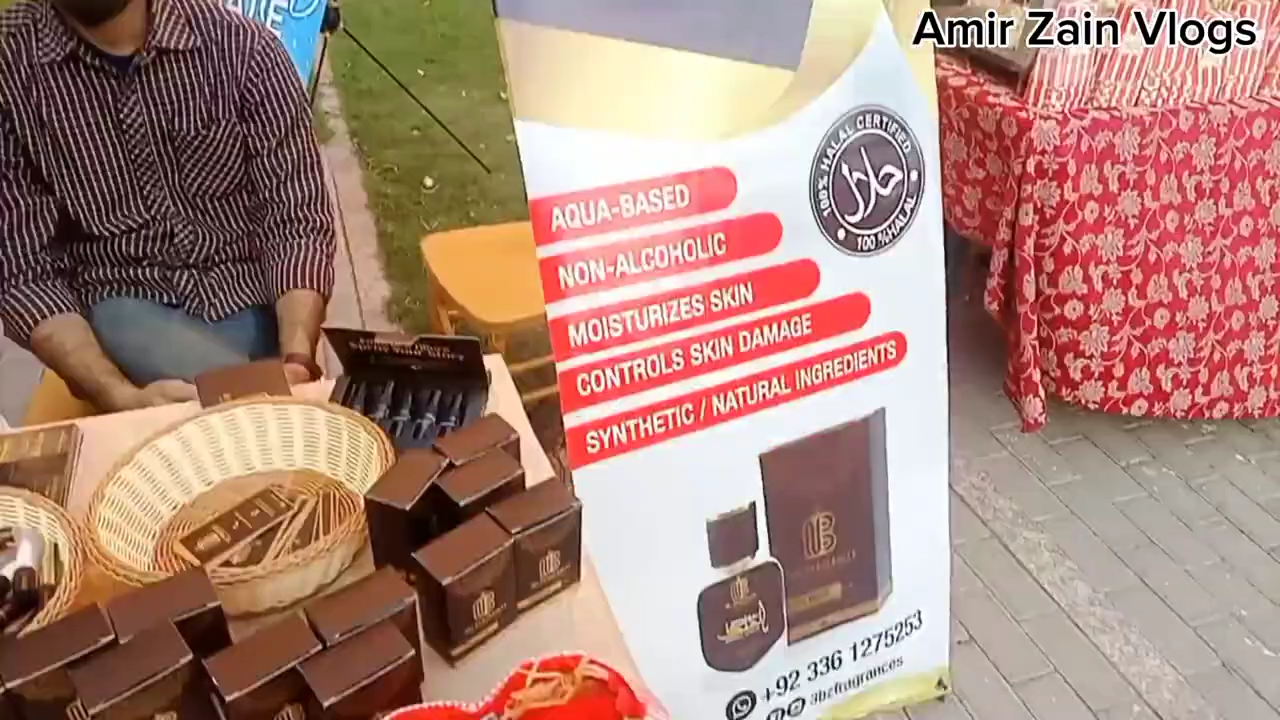 Amir Zain Vlogs
100% HALAL CERTIFIED
حلال
100% HALAL
AQUA-BASED
NON-ALCOHOLIC
MOISTURIZES SKIN
CONTROLS SKIN DAMAGE
SYNTHETIC / NATURAL INGREDIENTS
+92 336 1275253
3bzfragrances